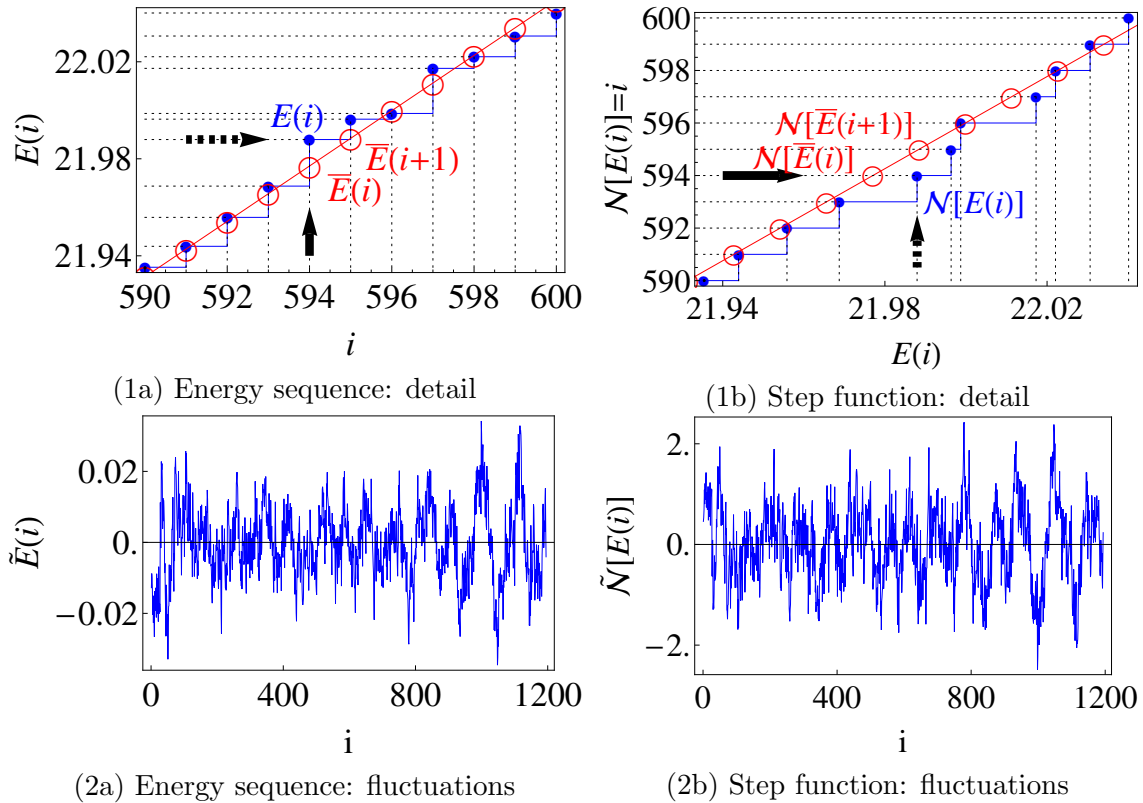 22.02
21.98
21.94
E(i)
E(i)
E̅(i+1)
E̅(i)
590 592 594 596 598 600
i
(1a) Energy sequence: detail
600
598
596
594
592
590
𝒩[E(i)]=i
𝒩[E̅(i+1)]
𝒩[E̅(i)]
𝒩[E(i)]
21.94 21.98 22.02
E(i)
(1b) Step function: detail
0.02
0.
−0.02
Ẽ(i)
0 400 800 1200
i
(2a) Energy sequence: fluctuations
2.
0.
−2.
𝒩̃[E(i)]
0 400 800 1200
i
(2b) Step function: fluctuations